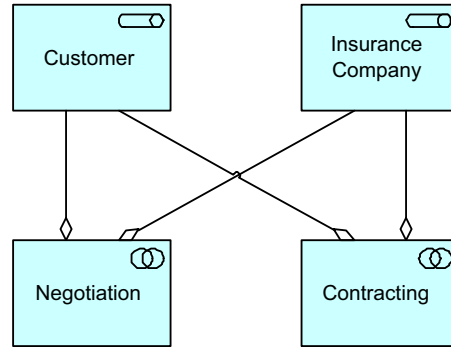 Customer
Insurance
Company
Negotiation
Contracting